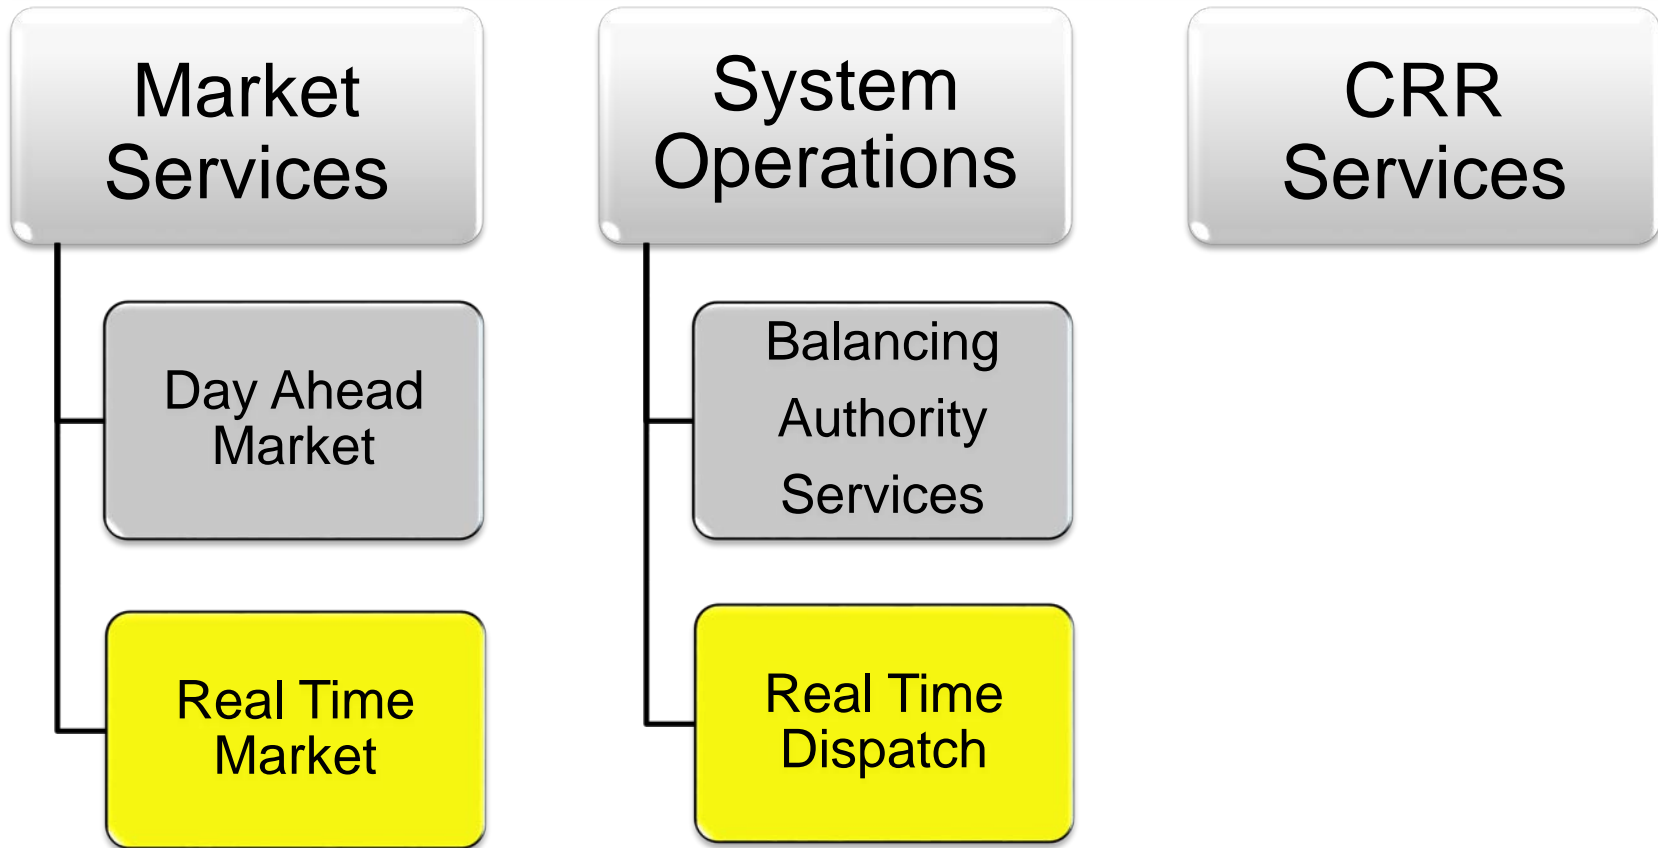 Market
Services
Day Ahead
Market
Real Time
Market
System
Operations
Balancing
Authority
Services
Real Time
Dispatch
CRR
Services